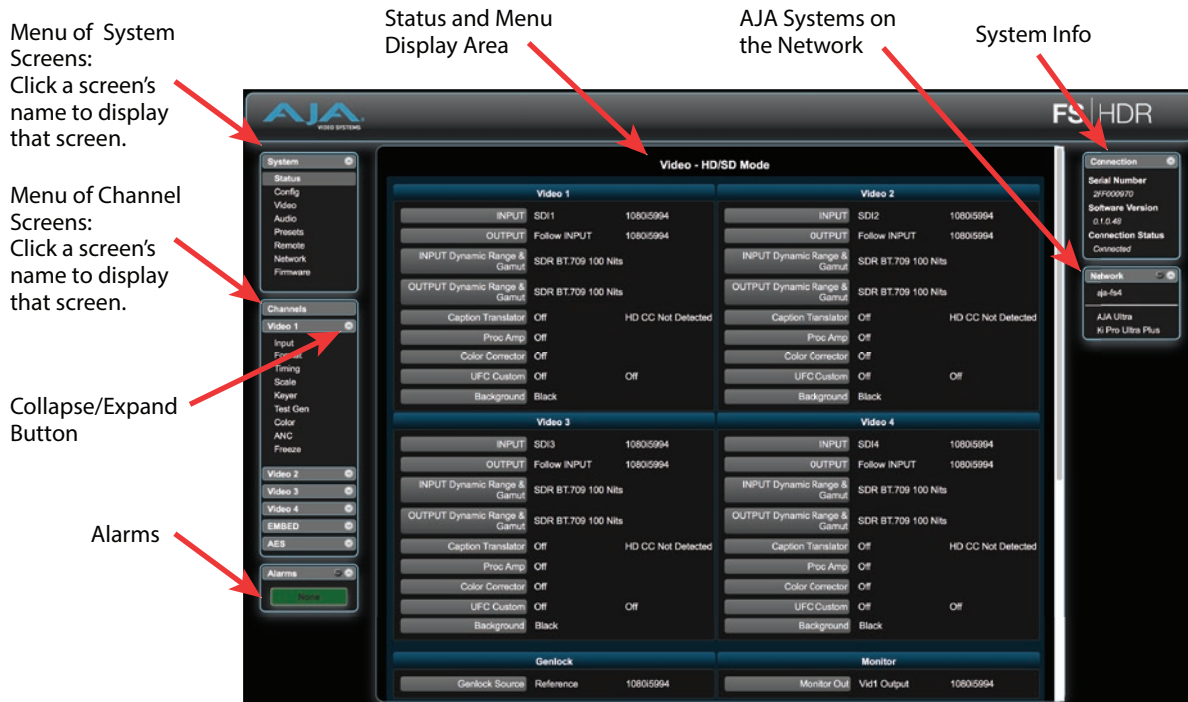 Menu of System
Screens:
Click a screen's
name to display
that screen.
Status and Menu
Display Area
AJA Systems on
the Network
System Info
Menu of Channel
Screens:
Click a screen's
name to display
that screen.
Collapse/Expand
Button
Alarms
AJA
VIDEO SYSTEMS
FS HDR
System
Status
Config
Video
Audio
Presets
Remote
Network
Firmware
Channels
Video 1
Input
Format
Timing
Scale
Keyer
Test Gen
Color
ANC
Freeze
Video 2
Video 3
Video 4
EMBED
AES
Alarms
None
Video - HD/SD Mode
Video 1
INPUT SDI1 1080i5994
OUTPUT Follow INPUT 1080i5994
INPUT Dynamic Range &
Gamut SDR BT.709 100 Nits
OUTPUT Dynamic Range &
Gamut SDR BT.709 100 Nits
Caption Translator Off HD CC Not Detected
Proc Amp Off
Color Corrector Off
UFC Custom Off Off
Background Black
Video 2
INPUT SDI2 1080i5994
OUTPUT Follow INPUT 1080i5994
INPUT Dynamic Range &
Gamut SDR BT.709 100 Nits
OUTPUT Dynamic Range &
Gamut SDR BT.709 100 Nits
Caption Translator Off HD CC Not Detected
Proc Amp Off
Color Corrector Off
UFC Custom Off Off
Background Black
Video 3
INPUT SDI3 1080i5994
OUTPUT Follow INPUT 1080i5994
INPUT Dynamic Range &
Gamut SDR BT.709 100 Nits
OUTPUT Dynamic Range &
Gamut SDR BT.709 100 Nits
Caption Translator Off HD CC Not Detected
Proc Amp Off
Color Corrector Off
UFC Custom Off Off
Background Black
Video 4
INPUT SDI4 1080i5994
OUTPUT Follow INPUT 1080i5994
INPUT Dynamic Range &
Gamut SDR BT.709 100 Nits
OUTPUT Dynamic Range &
Gamut SDR BT.709 100 Nits
Caption Translator Off HD CC Not Detected
Proc Amp Off
Color Corrector Off
UFC Custom Off Off
Background Black
Genlock
Genlock Source Reference 1080i5994
Monitor
Monitor Out Vid1 Output 1080i5994
Connection
Serial Number
2FF000970
Software Version
0.1.0.48
Connection Status
Connected
Network
aja-fs4
AJA Ultra
Ki Pro Ultra Plus